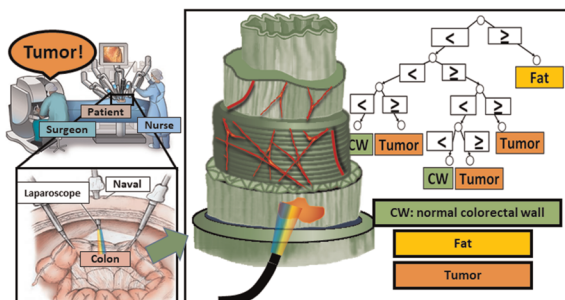 Tumor!
Patient
Surgeon
Nurse
Naval
Laparoscope
Colon
< ≥
Fat
< ≥
< ≥
< ≥
CW Tumor
< ≥
Tumor
CW Tumor
CW: normal colorectal wall
Fat
Tumor